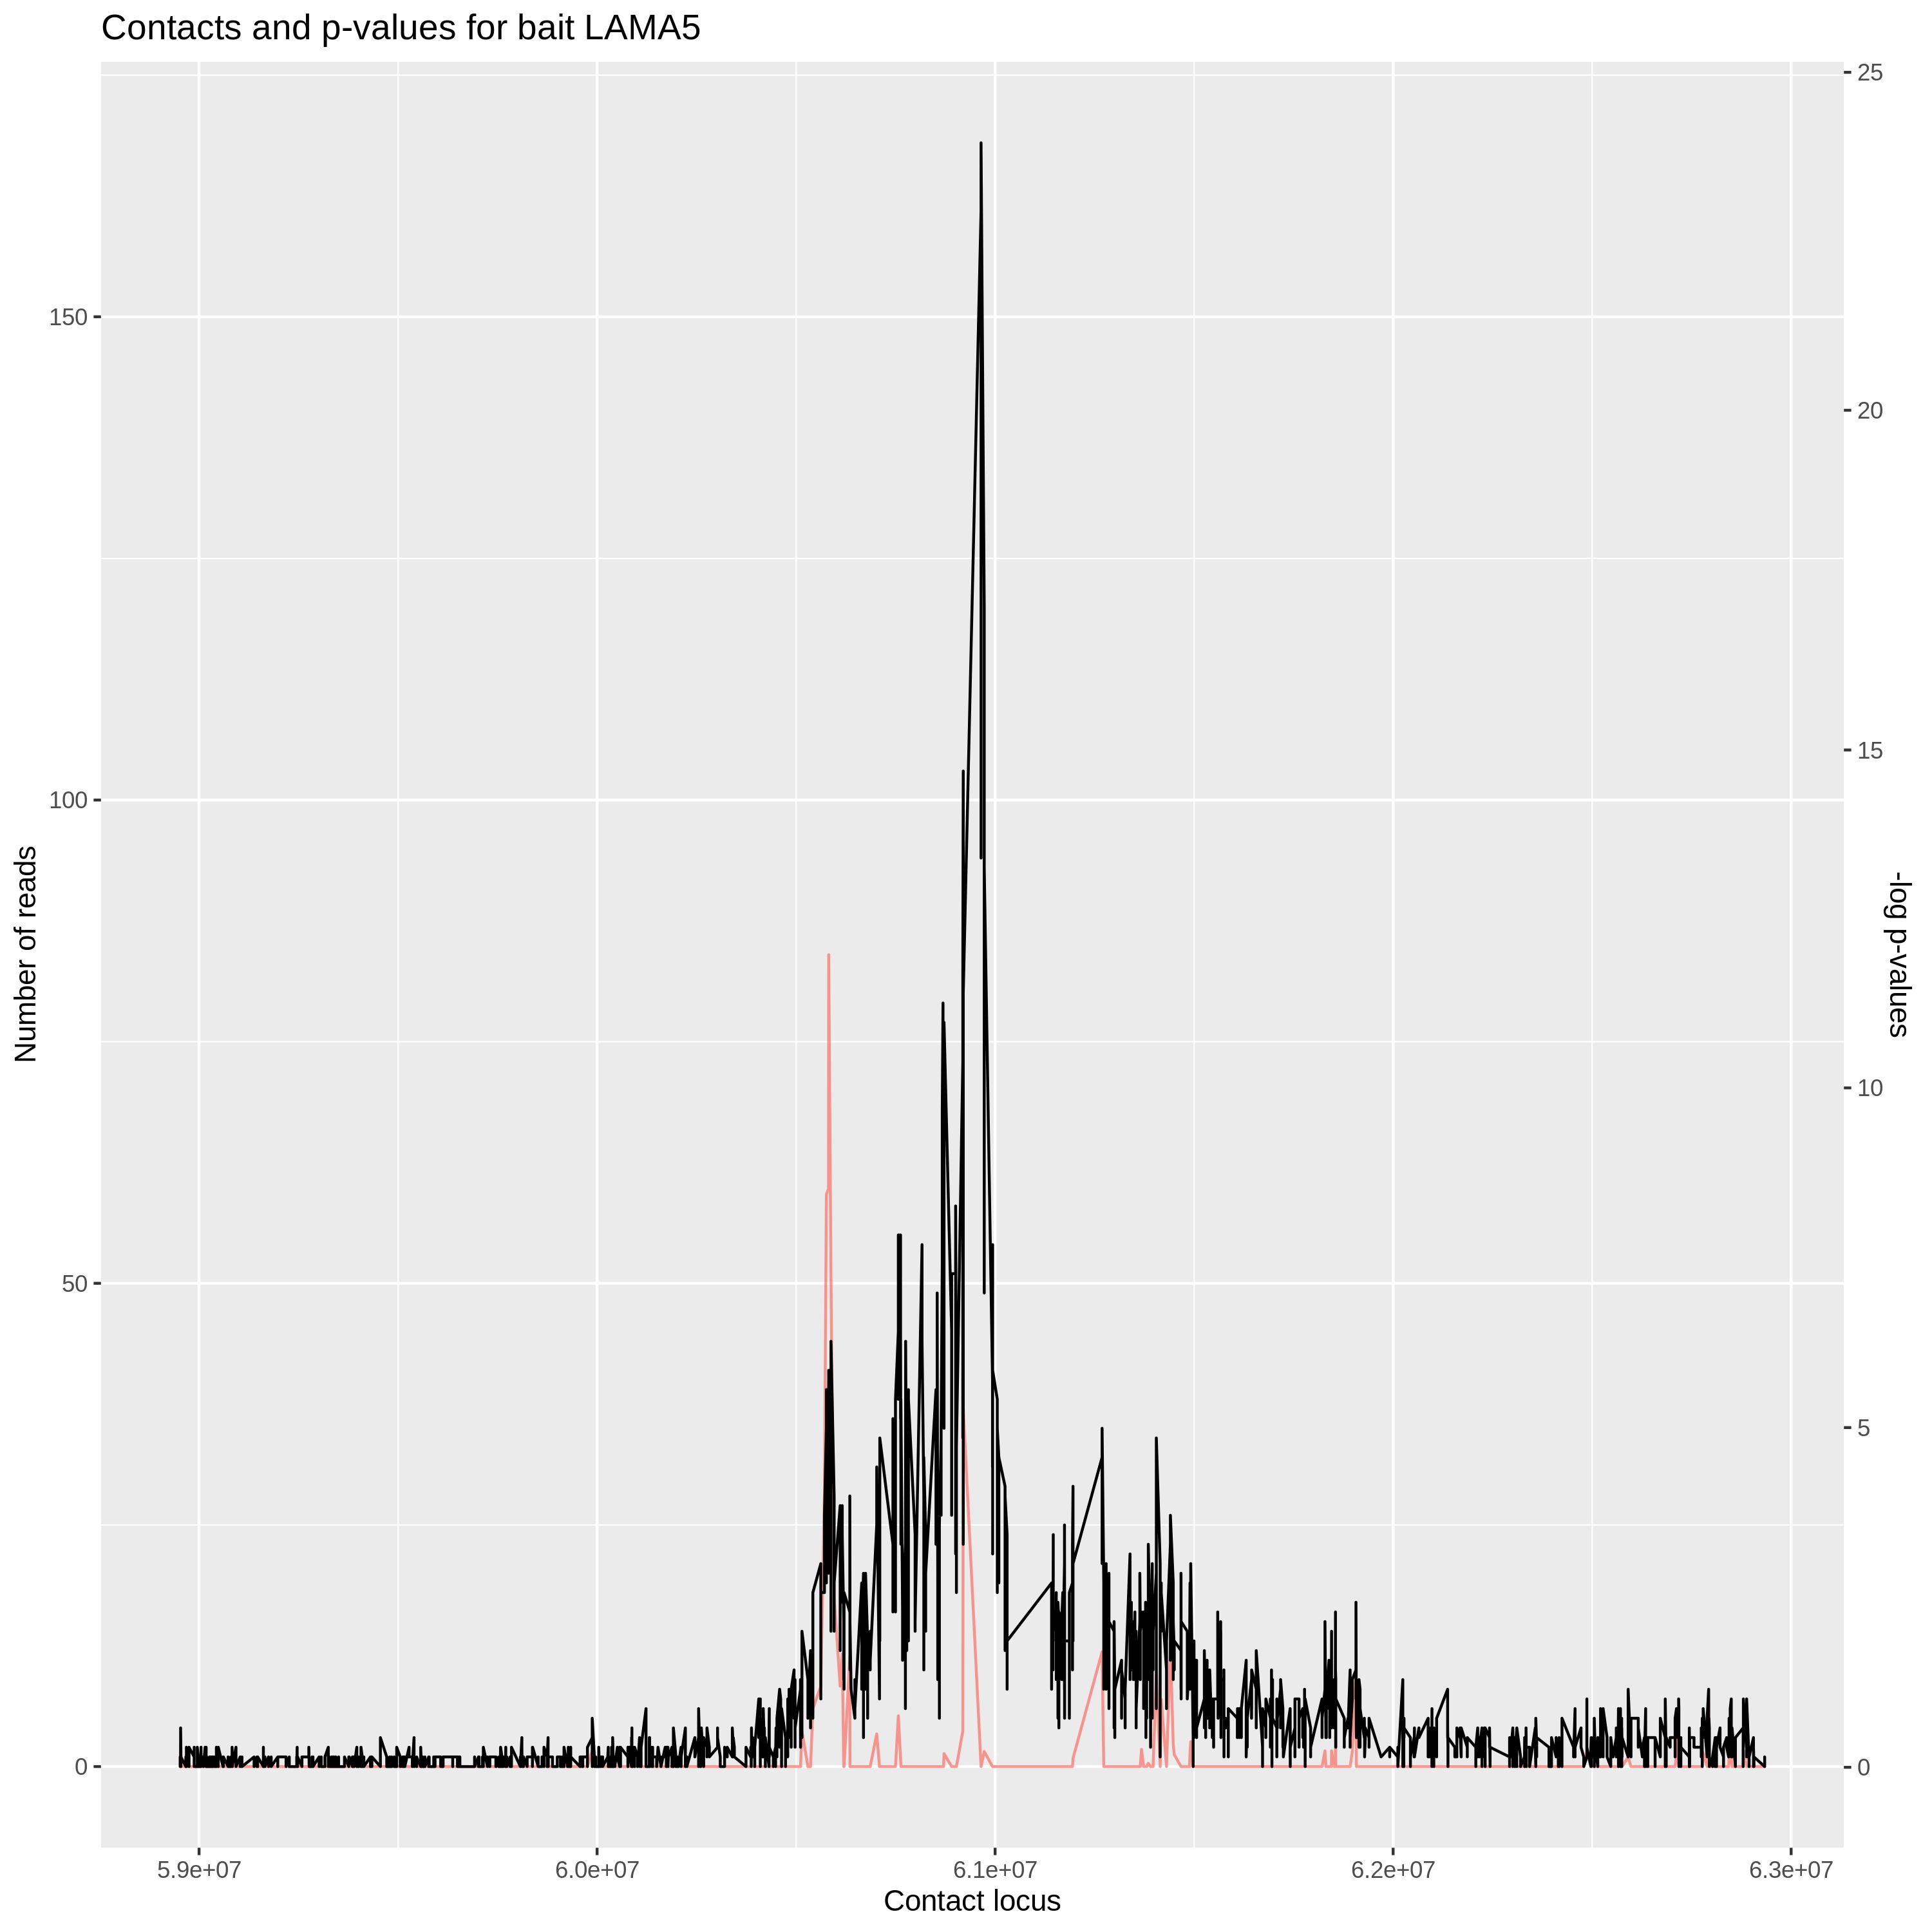 Contacts and p-values for bait LAMA5
25
150
20
15
100
Number of reads
-log p-values
10
50
5
0
0
5.9e+07 6.0e+07 6.1e+07 6.2e+07 6.3e+07
Contact locus